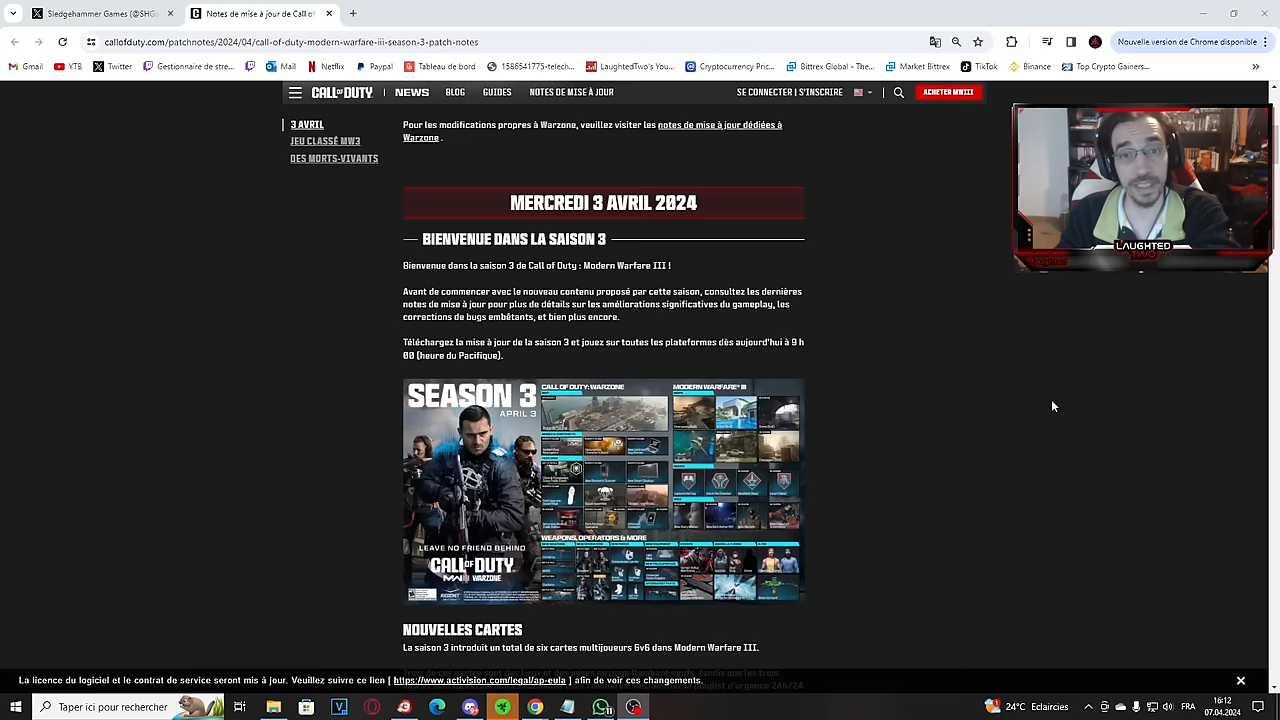 Sledgehammer Games (@SHG
Notes de mise à jour de Call of
callofduty.com/patchnotes/2024/04/call-of-duty-modern-warfare-iii-season-3-patch-notes
Nouvelle version de Chrome disponible
Gmail
YTB
Twitter
Gestionnaire de stre...
Mail
Netflix
Paypal
Tableau de bord
1586541775-telech...
LaughtedTwo's You...
Cryptocurrency Pric...
Bittrex Global - The...
Market Bittrex
TikTok
Binance
Top Crypto Gainers...
CALL OF DUTY
NEWS
BLOG
GUIDES
NOTES DE MISE À JOUR
SE CONNECTER | S'INSCRIRE
ACHETER MWIII
3 AVRIL
JEU CLASSÉ MW3
DES MORTS-VIVANTS
Pour les modifications propres à Warzone, veuillez visiter les notes de mise à jour dédiées à
Warzone .
LAUGHTED
TWO
MERCREDI 3 AVRIL 2024
BIENVENUE DANS LA SAISON 3
Bienvenue dans la saison 3 de Call of Duty : Modern Warfare III !
Avant de commencer avec le nouveau contenu proposé par cette saison, consultez les dernières
notes de mise à jour pour plus de détails sur les améliorations significatives du gameplay, les
corrections de bugs embêtants, et bien plus encore.
Téléchargez la mise à jour de la saison 3 et jouez sur toutes les plateformes dès aujourd'hui à 9 h
00 (heure du Pacifique).
SEASON 3
APRIL 3
CALL OF DUTY: WARZONE
MODERN WARFARE III
LEAVE NO FRIEND BEHIND
CALL OF DUTY
WARZONE
WEAPONS, OPERATORS & MORE
NOUVELLES CARTES
La saison 3 introduit un total de six cartes multijoueurs 6v6 dans Modern Warfare III.
La licence du logiciel et le contrat de service seront mis à jour. Veuillez suivre ce lien [ https://www.activision.com/legal/ap-eula ] afin de voir ces changements.
Taper ici pour rechercher
24°C Eclaircies
FRA
16:12
07.04.2024